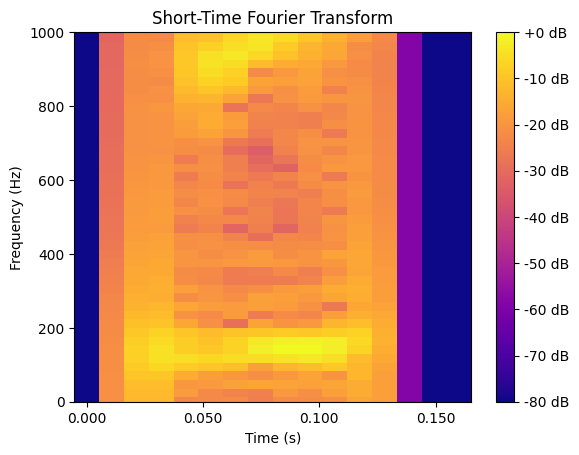 Short-Time Fourier Transform
Frequency (Hz)
1000
800
600
400
200
0
0.000
0.050
0.100
0.150
Time (s)
+0 dB
-10 dB
-20 dB
-30 dB
-40 dB
-50 dB
-60 dB
-70 dB
-80 dB